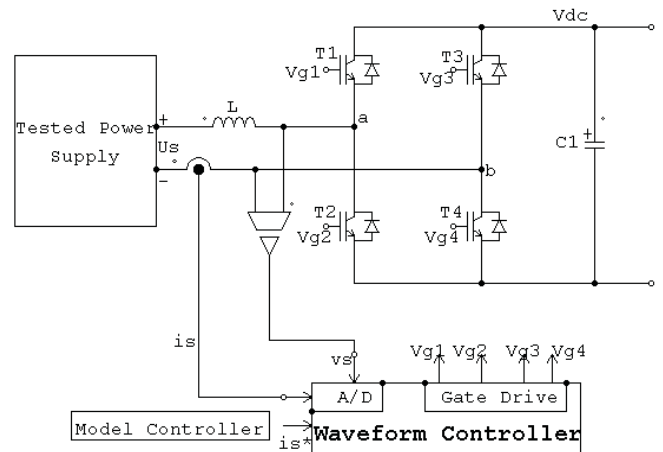 Vdc
T1
Vg1
T3
Vg3
L
+
a
Tested Power
Supply
Us
-
b
+
C1
T2
Vg2
T4
Vg4
is
vs
Vg1
Vg2
Vg3
Vg4
A/D
Gate Drive
Model Controller
is*
Waveform Controller